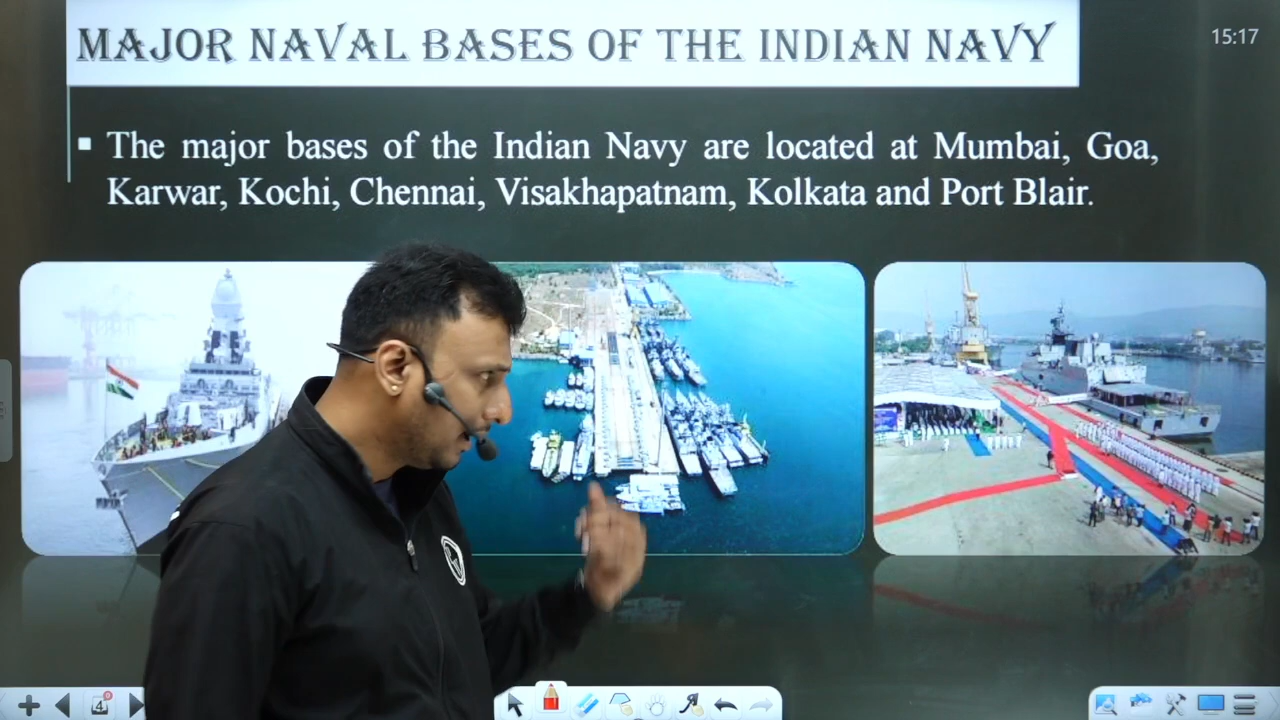 MAJOR NAVAL BASES OF THE INDIAN NAVY
15:17
▪ The major bases of the Indian Navy are located at Mumbai, Goa,
Karwar, Kochi, Chennai, Visakhapatnam, Kolkata and Port Blair.
4